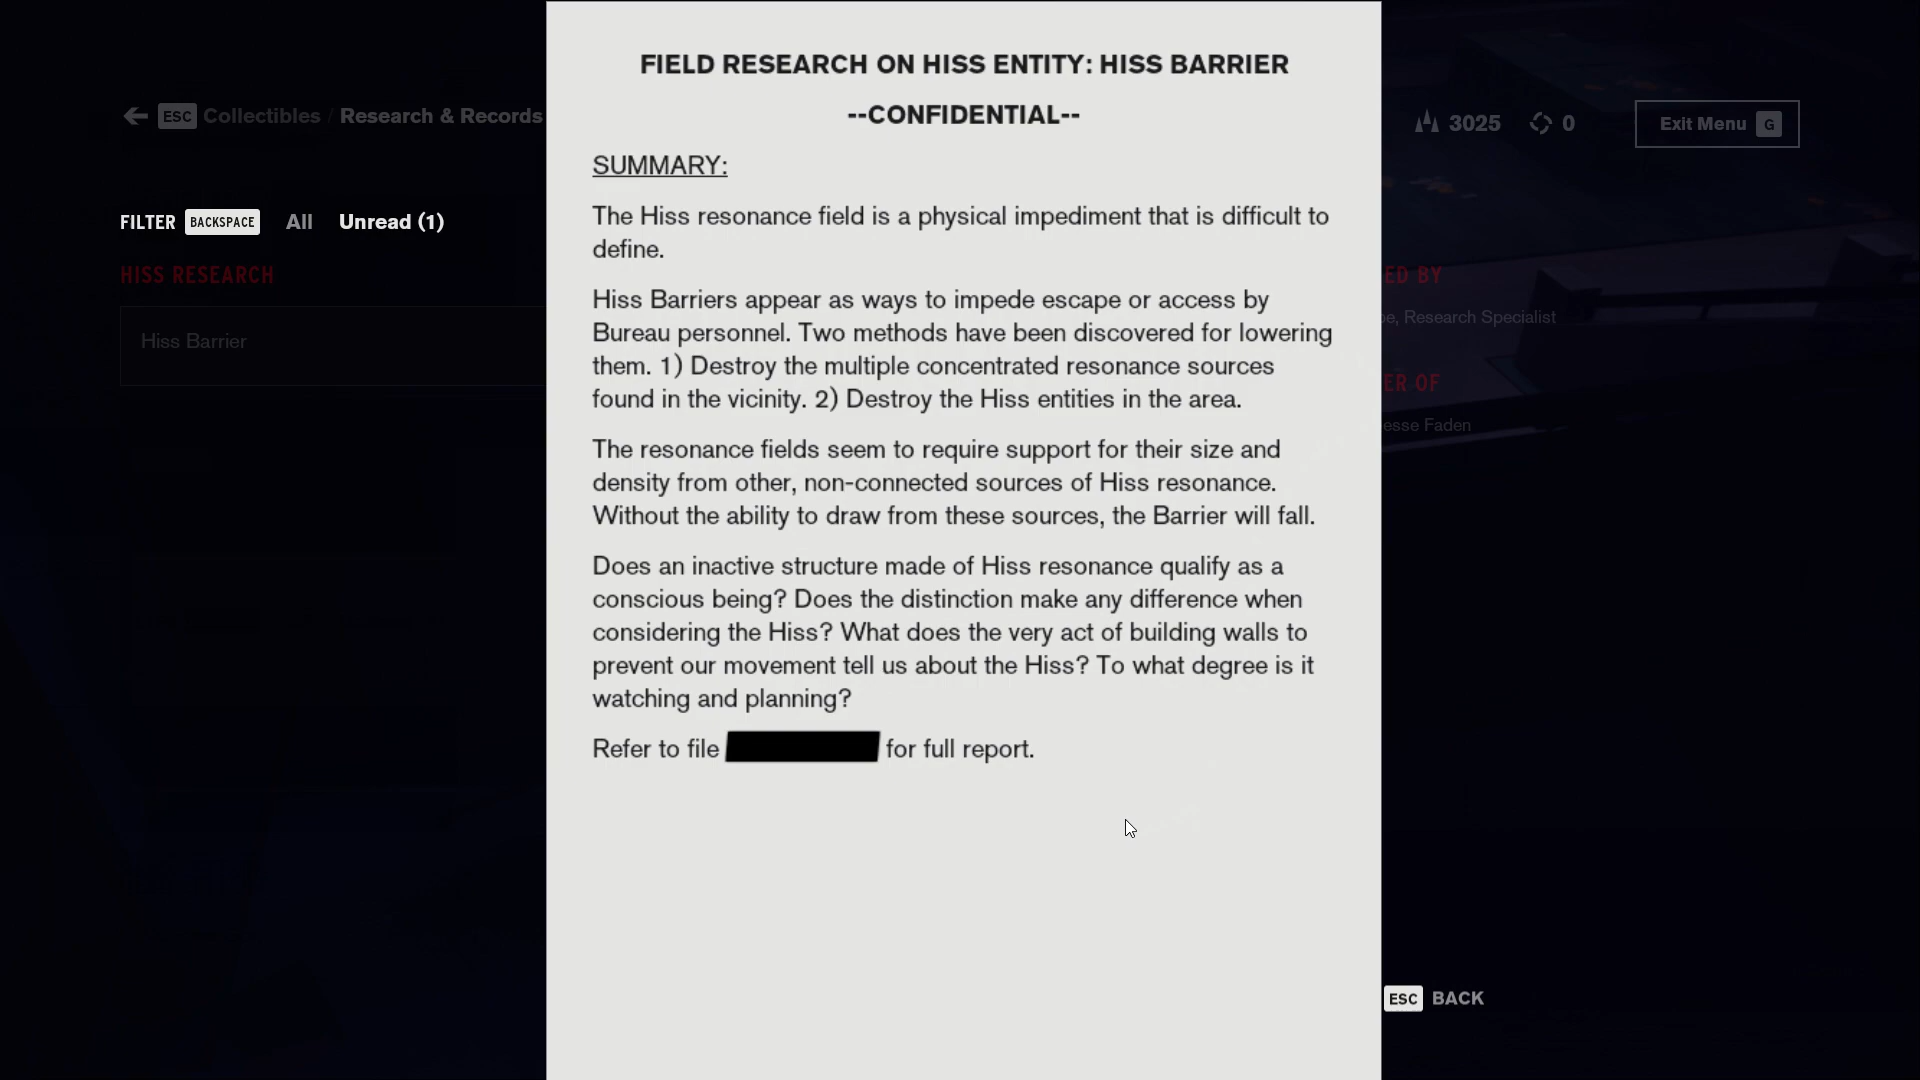 FIELD RESEARCH ON HISS ENTITY: HISS BARRIER
--CONFIDENTIAL--
ESC Collectibles / Research & Records
3025 0 Exit Menu G
SUMMARY:
FILTER BACKSPACE All Unread (1)
The Hiss resonance field is a physical impediment that is difficult to
define.
HISS RESEARCH
ED BY
Hiss Barriers appear as ways to impede escape or access by
Bureau personnel. Two methods have been discovered for lowering
them. 1) Destroy the multiple concentrated resonance sources
found in the vicinity. 2) Destroy the Hiss entities in the area.
Hiss Barrier
Research Specialist
ER OF
esse Faden
The resonance fields seem to require support for their size and
density from other, non-connected sources of Hiss resonance.
Without the ability to draw from these sources, the Barrier will fall.
Does an inactive structure made of Hiss resonance qualify as a
conscious being? Does the distinction make any difference when
considering the Hiss? What does the very act of building walls to
prevent our movement tell us about the Hiss? To what degree is it
watching and planning?
Refer to file for full report.
ESC BACK